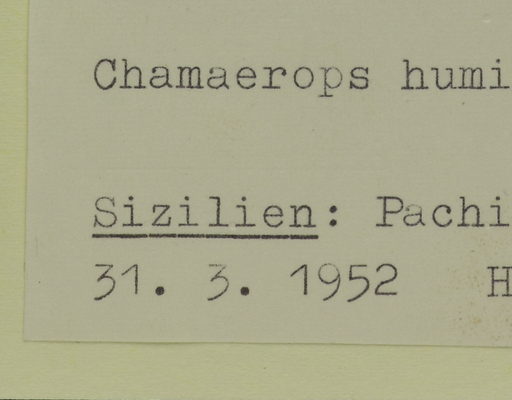 Chamaerops humi
Sizilien: Pachi
31. 3. 1952 H